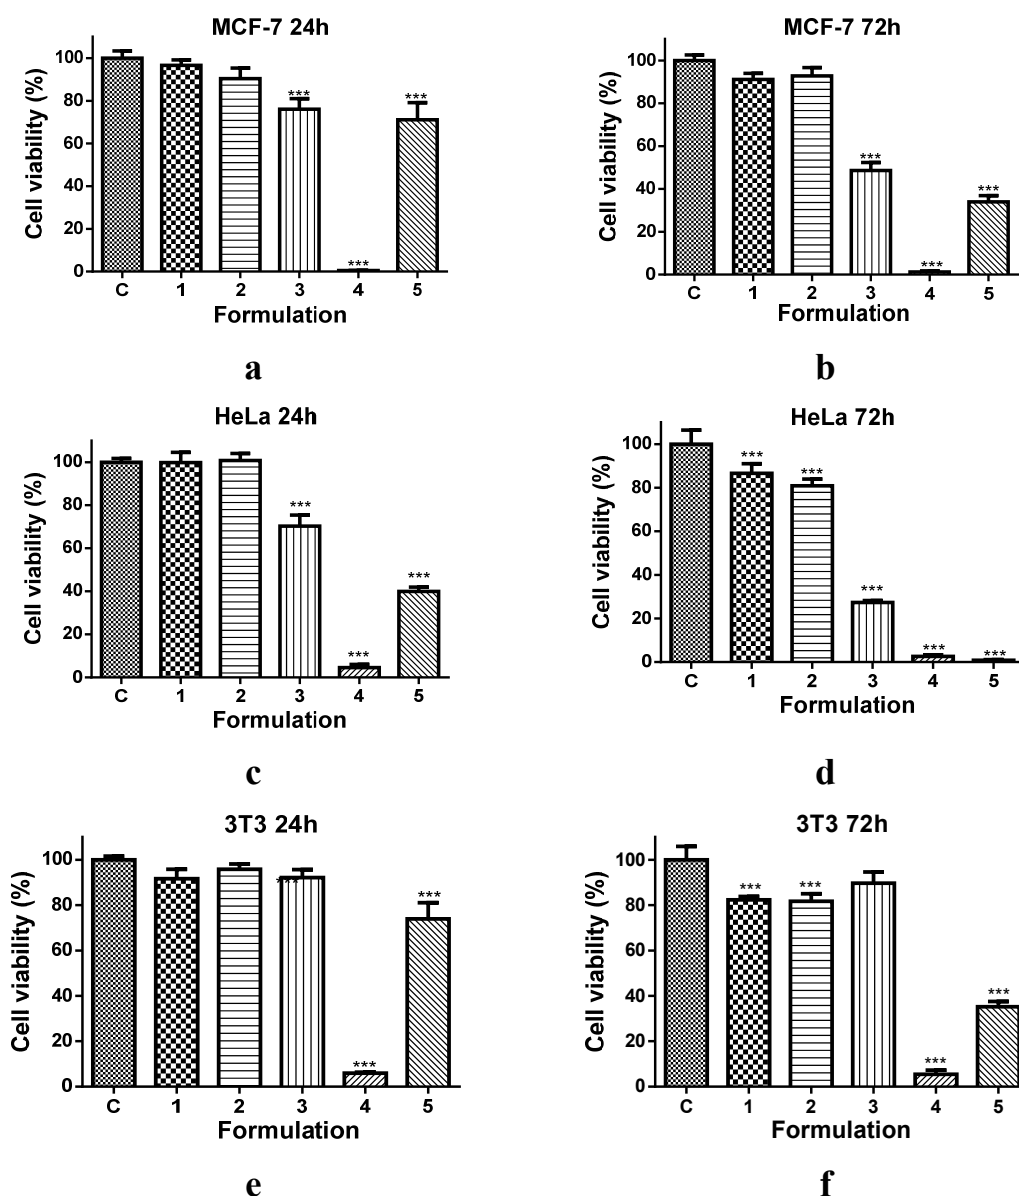 MCF-7 24h
Cell viability (%)
100
80
60
40
20
0
***
***
***
C 1 2 3 4 5
Formulation
a
MCF-7 72h
Cell viability (%)
100
80
60
40
20
0
***
***
***
C 1 2 3 4 5
Formulation
b
HeLa 24h
Cell viability (%)
100
80
60
40
20
0
***
***
***
C 1 2 3 4 5
Formulation
c
HeLa 72h
Cell viability (%)
100
80
60
40
20
0
***
***
***
***
***
C 1 2 3 4 5
Formulation
d
3T3 24h
Cell viability (%)
100
80
60
40
20
0
***
***
***
C 1 2 3 4 5
Formulation
e
3T3 72h
Cell viability (%)
100
80
60
40
20
0
***
***
***
***
C 1 2 3 4 5
Formulation
f